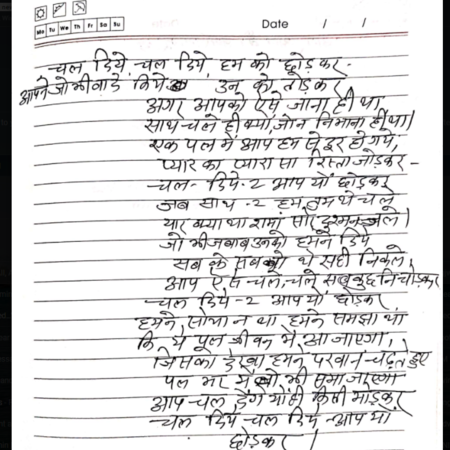 Mo Tu We Th Fr Sa Su
Date / /
चल दिये, चल दिये, हम को छोड़ कर -
आपने जो भी वादे किये उन को तोड़कर
अगर आपको ऐसे जाना ही था,
साथ चले ही क्यों, जो न निभाना ही था।
एक पल में आप हम से दूर हो गये,
प्यार का प्यारा सा रिस्ता जोड़कर -
चल - दिये - 2 आप यों छोड़कर
जब साथ - 2 हम, तुम थे चले
यार क्या था शमां सारे दुश्मन जले।
जो भी जबाब उनको हमने दिये
सब के सब वो थे सही निकले,
आप ऐसे चले, चले सब कुछ निचोड़कर
चल दिये - 2 आप यों छोड़कर
हमने, सोचा न था हमने समझा था
कि ये पल जीवन में आ जाएगा,
जिसको देखा हमने परवान चढ़ते हुए
पल भर में वो भी समा जाएगा
आप चल देंगे यों ही किसी मोड़कर
चल दिये चल दिये - आप यों
छोड़कर ।